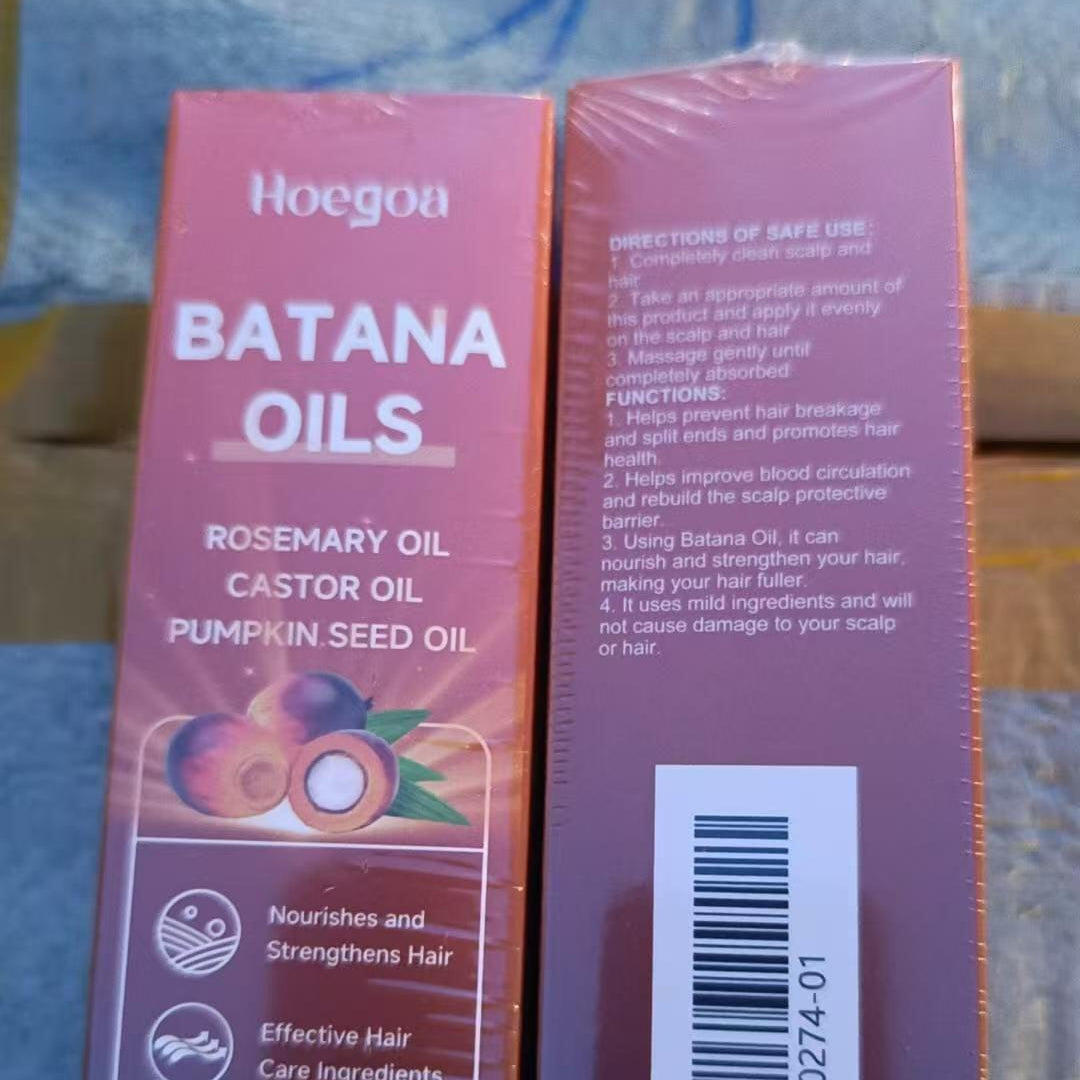 Hoegoa
BATANA
OILS
ROSEMARY OIL
CASTOR OIL
PUMPKIN SEED OIL
Nourishes and
Strengthens Hair
Effective Hair
Care Ingredients
DIRECTIONS OF SAFE USE:
1. Completely clean scalp and
hair
2. Take an appropriate amount of
this product and apply it evenly
on the scalp and hair
3. Massage gently until
completely absorbed
FUNCTIONS:
1. Helps prevent hair breakage
and split ends and promotes hair
health.
2. Helps improve blood circulation
and rebuild the scalp protective
barrier.
3. Using Batana Oil, it can
nourish and strengthen your hair,
making your hair fuller.
4. It uses mild ingredients and will
not cause damage to your scalp
or hair.
0274-01